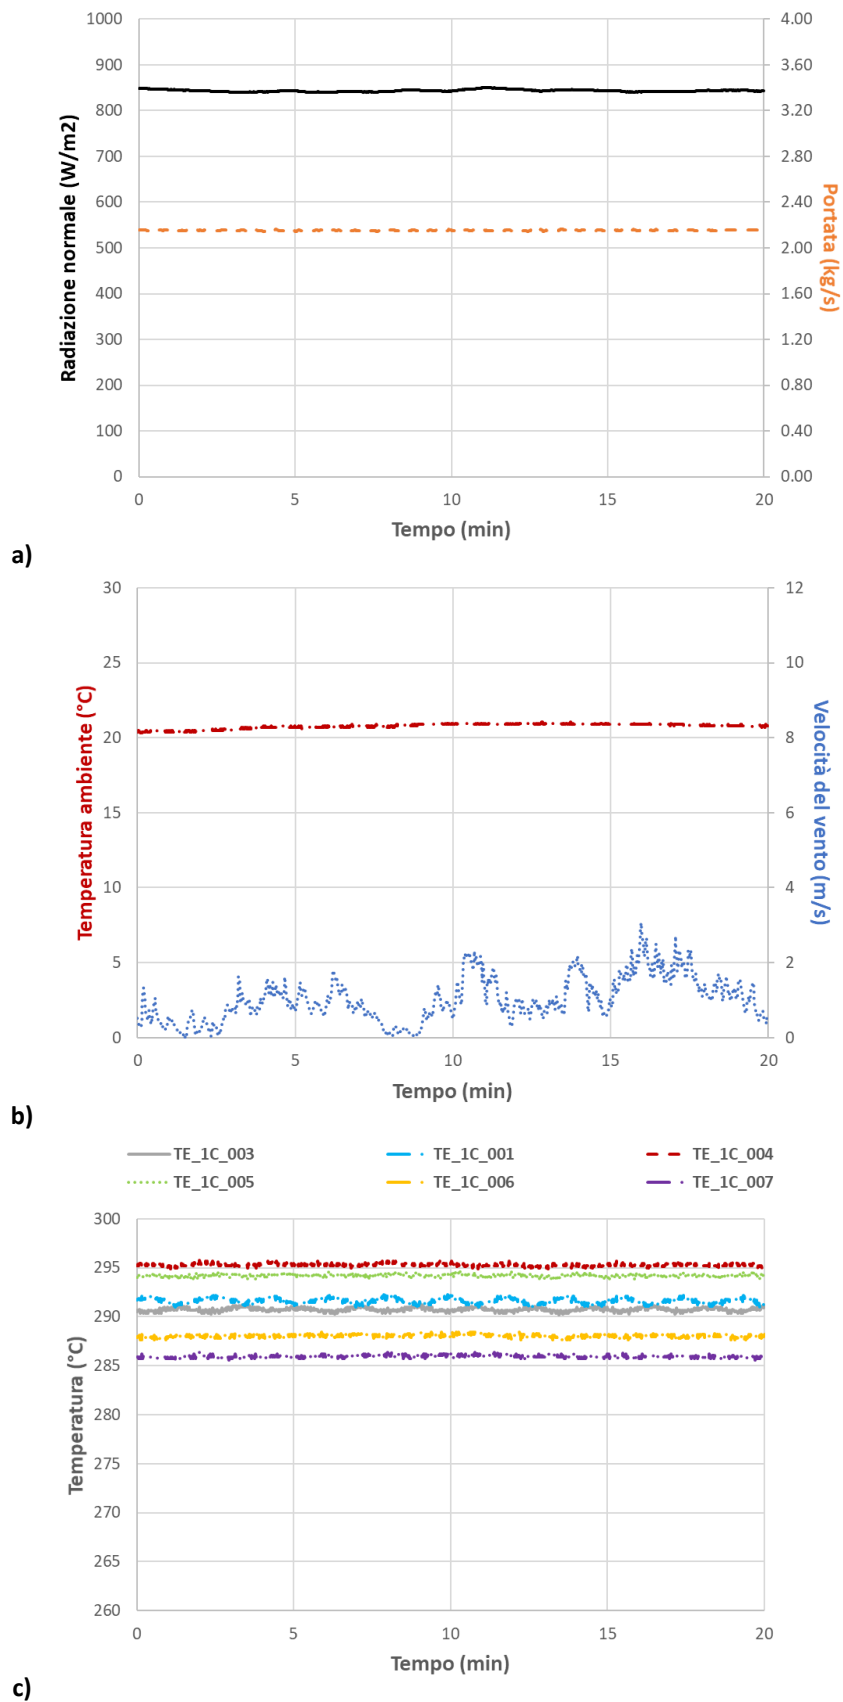 Radiazione normale (W/m2)
1000
900
800
700
600
500
400
300
200
100
0
4.00
3.60
3.20
2.80
2.40
2.00
1.60
1.20
0.80
0.40
0.00
Portata (kg/s)
0 5 10 15 20
Tempo (min)
a)
Temperatura ambiente (°C)
30
25
20
15
10
5
0
12
10
8
6
4
2
0
Velocità del vento (m/s)
0 5 10 15 20
Tempo (min)
b)
TE_1C_003 TE_1C_001 TE_1C_004
TE_1C_005 TE_1C_006 TE_1C_007
Temperatura (°C)
300
295
290
285
280
275
270
265
260
0 5 10 15 20
Tempo (min)
c)